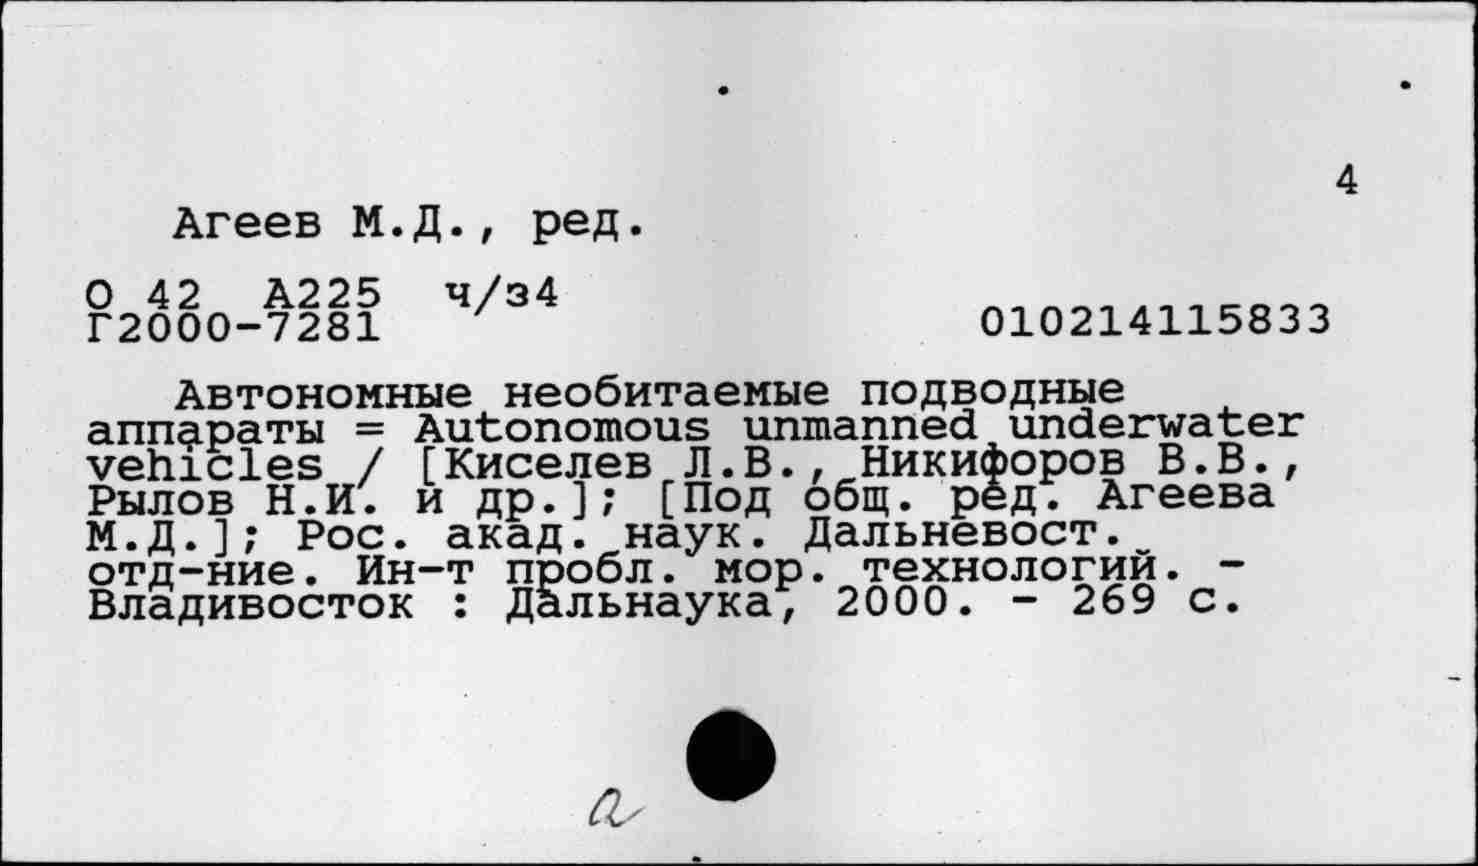 4
Агеев М.Д., ред.
О 42 А225 ч/з4
Г2000-7281 010214115833
Автономные необитаемые подводные
аппараты = Autonomous unmanned underwater
vehicles / [Киселев Л.В., Никифоров В.В.,
Рылов Н.И. и др.]; [Под общ. ред. Агеева
М.Д.]; Рос. акад. наук. Дальневост.
отд-ние. Ин-т пробл. мор. технологий. -
Владивосток : Дальнаука, 2000. - 269 с.
а